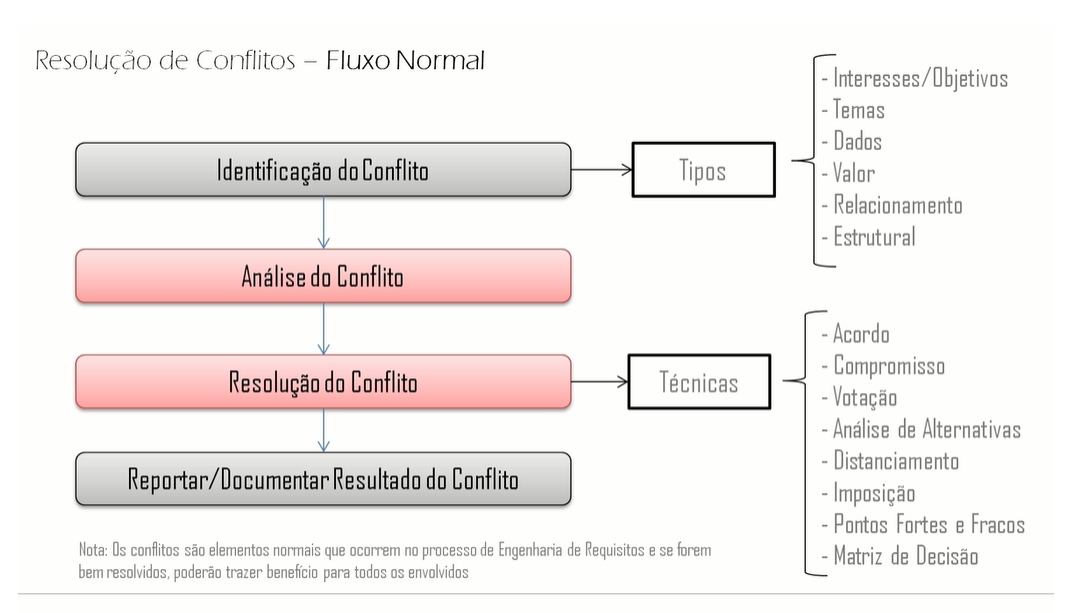 Resolução de Conflitos – Fluxo Normal
Identificação do Conflito
Tipos
- Interesses/Objetivos
- Temas
- Dados
- Valor
- Relacionamento
- Estrutural
Análise do Conflito
Resolução do Conflito
Técnicas
- Acordo
- Compromisso
- Votação
- Análise de Alternativas
- Distanciamento
- Imposição
- Pontos Fortes e Fracos
- Matriz de Decisão
Reportar/Documentar Resultado do Conflito
Nota: Os conflitos são elementos normais que ocorrem no processo de Engenharia de Requisitos e se forem
bem resolvidos, poderão trazer benefício para todos os envolvidos